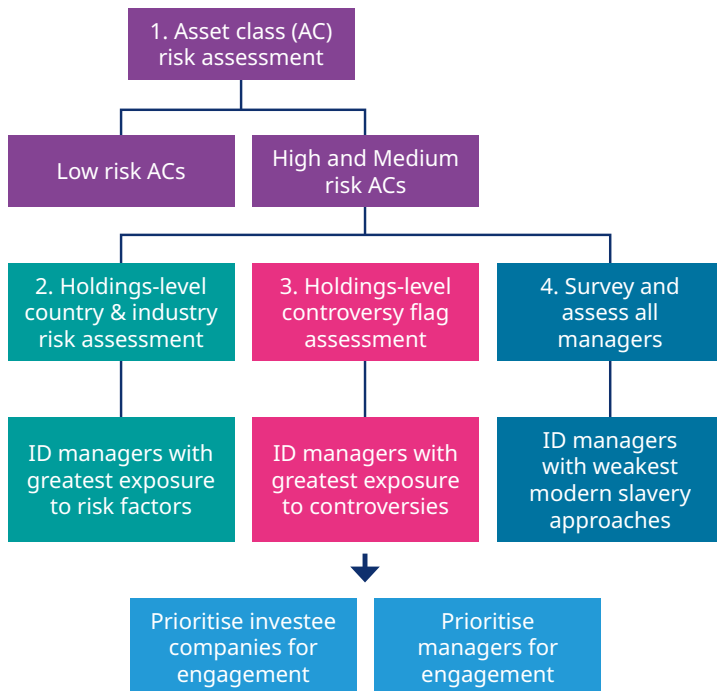 1. Asset class (AC)
risk assessment
Low risk ACs
High and Medium
risk ACs
2. Holdings-level
country & industry
risk assessment
3. Holdings-level
controversy flag
assessment
4. Survey and
assess all
managers
ID managers with
greatest exposure
to risk factors
ID managers with
greatest exposure
to controversies
ID managers
with weakest
modern slavery
approaches
Prioritise investee
companies for
engagement
Prioritise
managers for
engagement